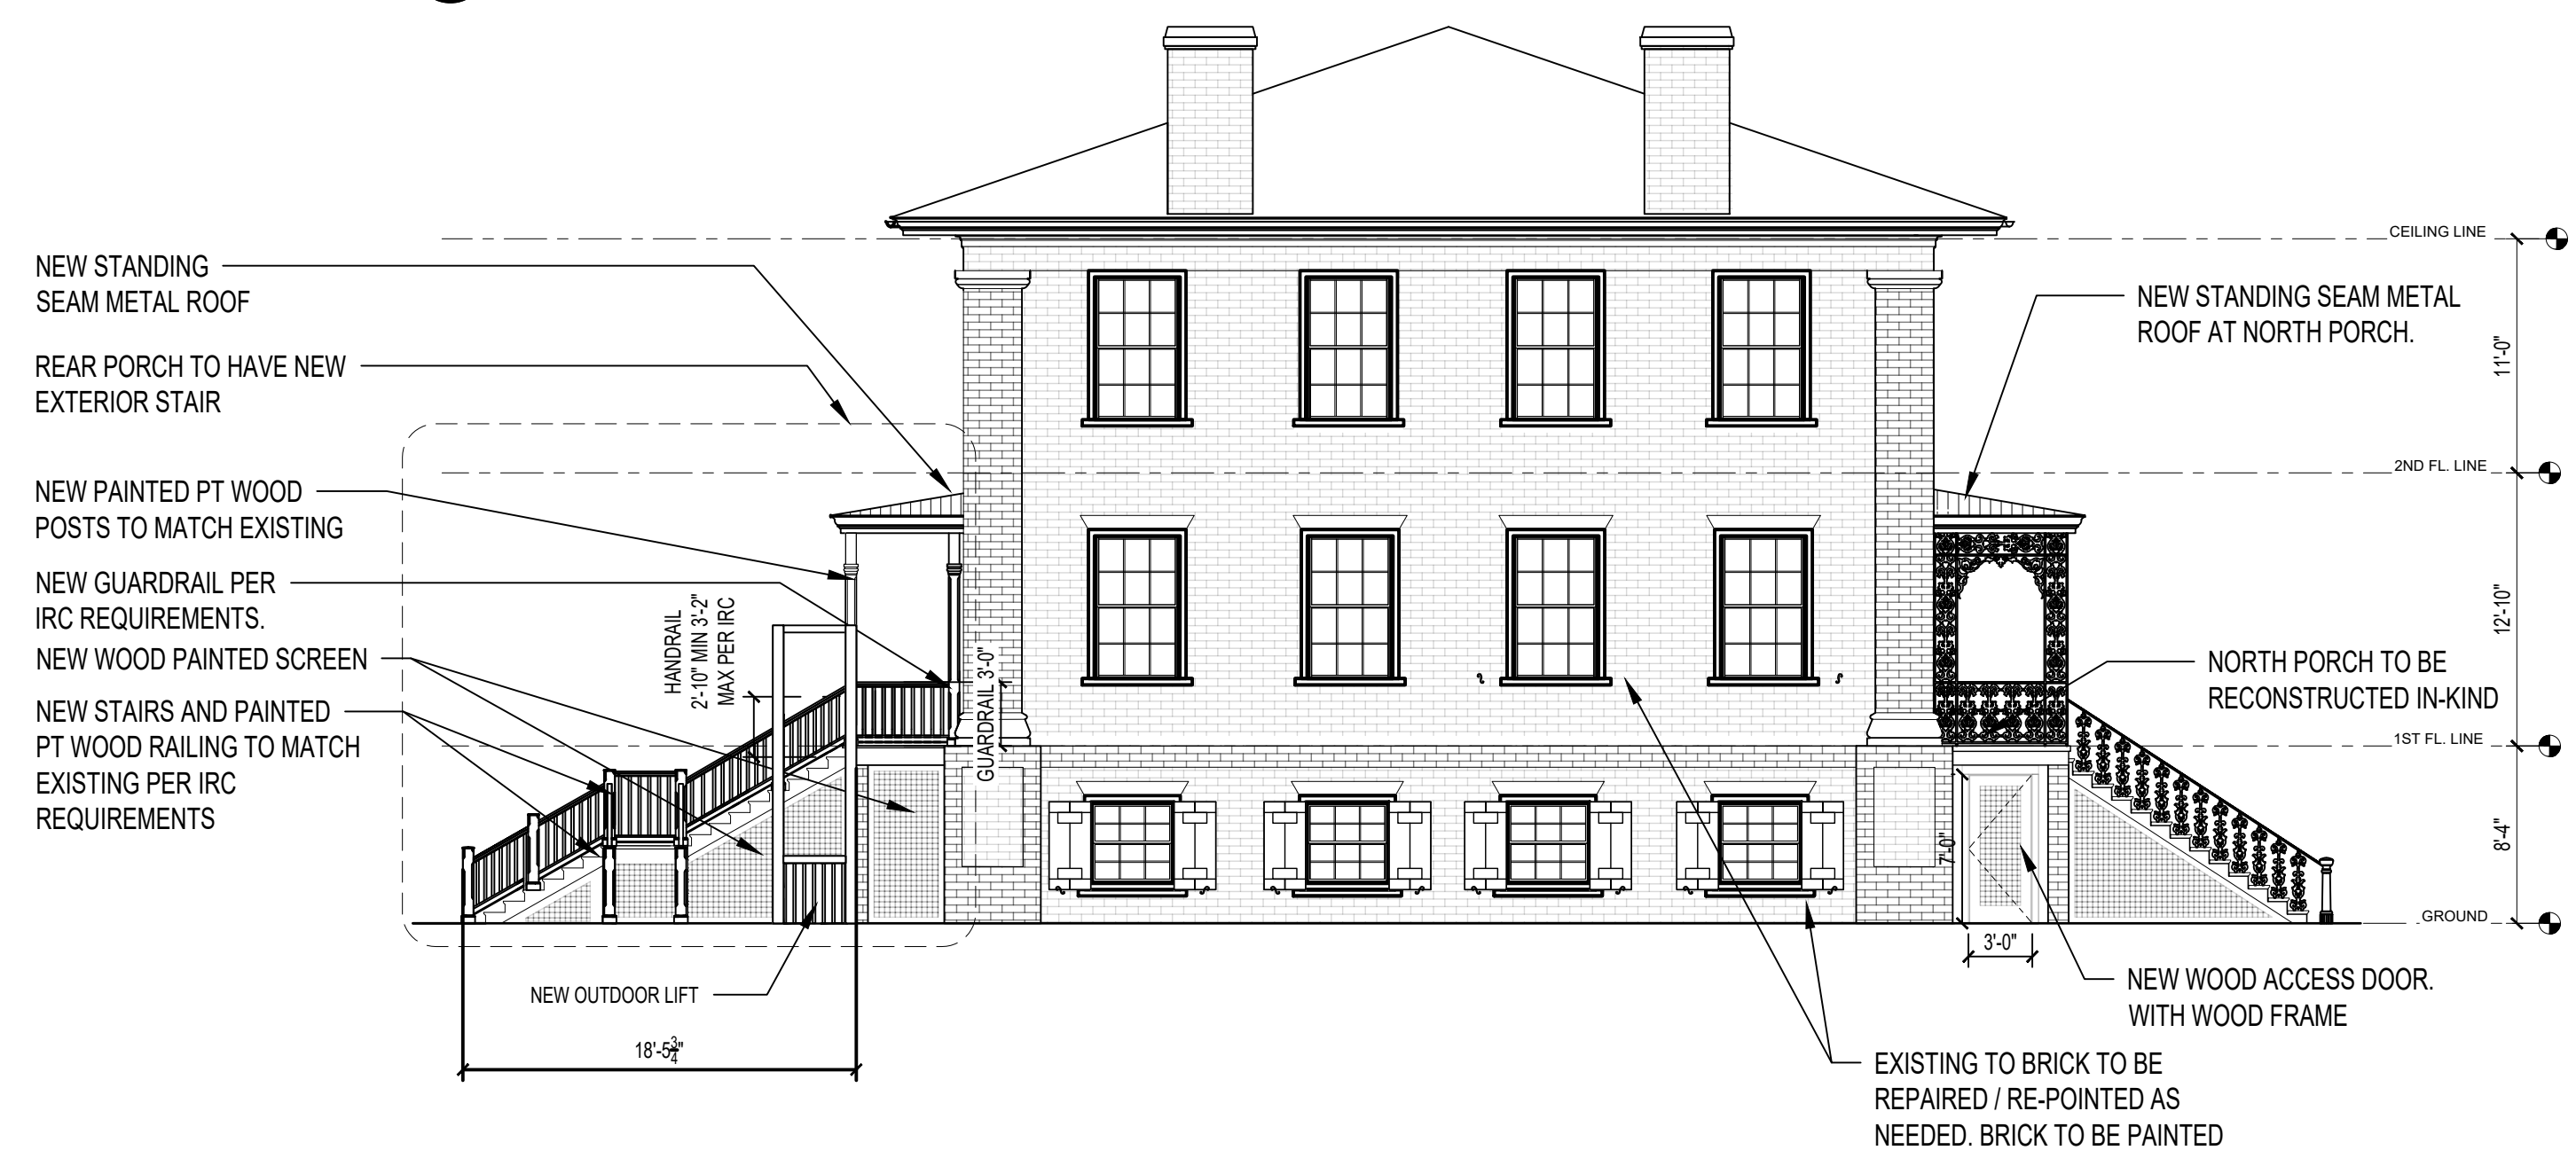 NEW STANDING
SEAM METAL ROOF
REAR PORCH TO HAVE NEW
EXTERIOR STAIR
NEW PAINTED PT WOOD
POSTS TO MATCH EXISTING
NEW GUARDRAIL PER
IRC REQUIREMENTS.
NEW WOOD PAINTED SCREEN
NEW STAIRS AND PAINTED
PT WOOD RAILING TO MATCH
EXISTING PER IRC
REQUIREMENTS
HANDRAIL
2'-10" MIN 3'-2"
MAX PER IRC
GUARDRAIL 3'-0"
NEW OUTDOOR LIFT
18'-5 3/4"
CEILING LINE
NEW STANDING SEAM METAL
ROOF AT NORTH PORCH.
11'-0"
2ND FL. LINE
12'-10"
NORTH PORCH TO BE
RECONSTRUCTED IN-KIND
1ST FL. LINE
8'-4"
7'-0"
GROUND
3'-0"
NEW WOOD ACCESS DOOR.
WITH WOOD FRAME
EXISTING TO BRICK TO BE
REPAIRED / RE-POINTED AS
NEEDED. BRICK TO BE PAINTED